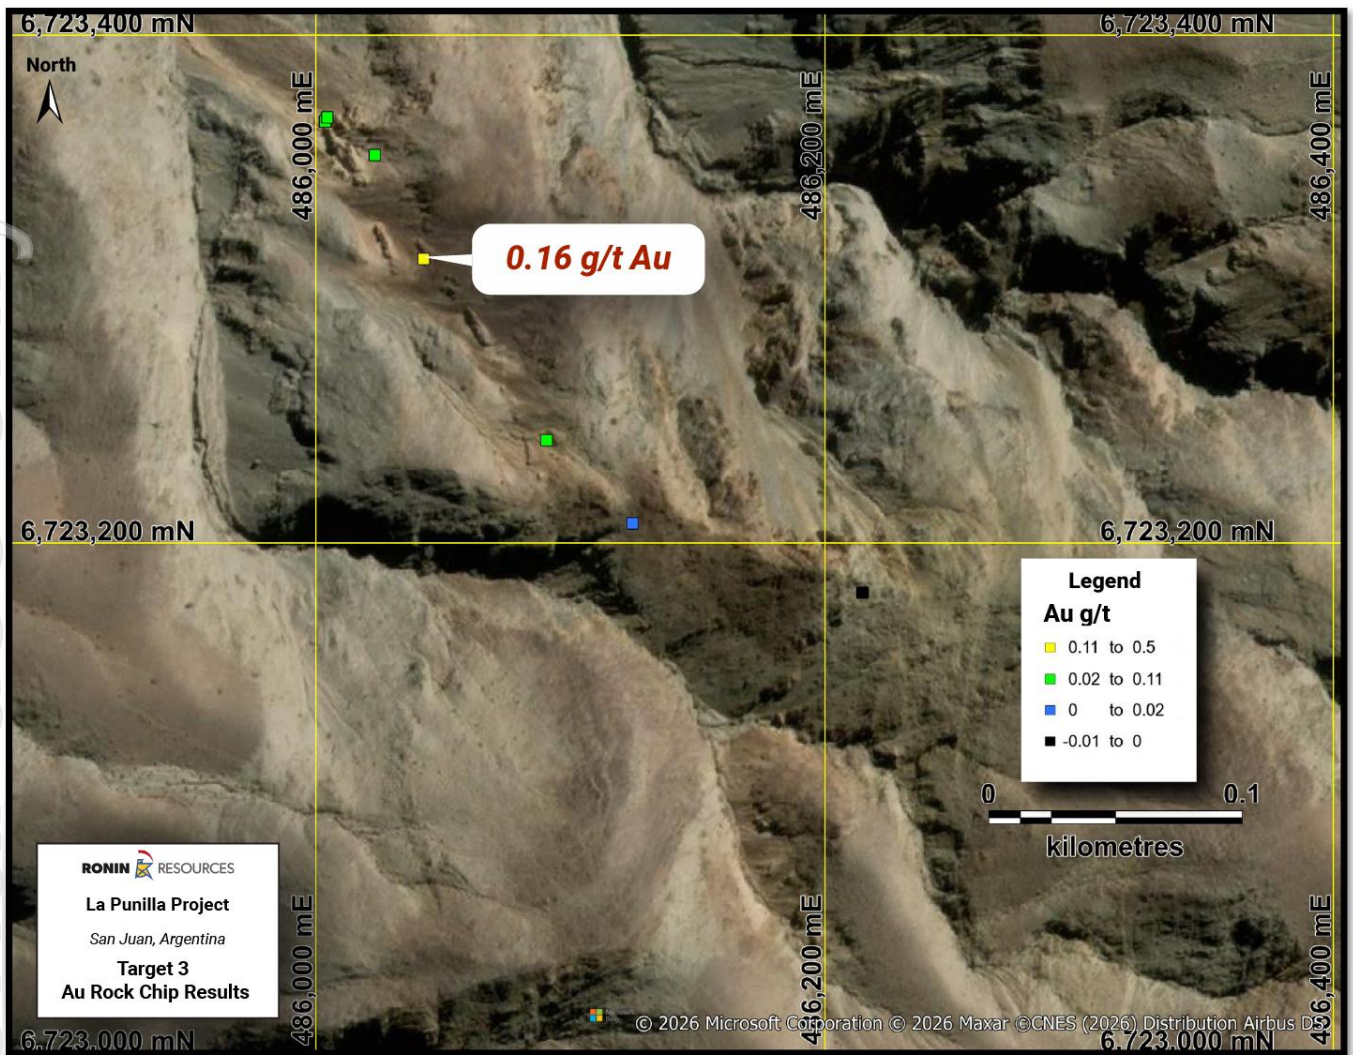 6,723,400 mN
6,723,400 mN
North
486,000 mE
486,200 mE
486,400 mE
0.16 g/t Au
6,723,200 mN
6,723,200 mN
Legend
Au g/t
0.11 to 0.5
0.02 to 0.11
0 to 0.02
-0.01 to 0
0 0.1
kilometres
RONIN RESOURCES
La Punilla Project
San Juan, Argentina
Target 3
Au Rock Chip Results
486,000 mE
486,200 mE
486,400 mE
© 2026 Microsoft Corporation © 2026 Maxar ©CNES (2026) Distribution Airbus DS
6,723,000 mN
6,723,000 mN